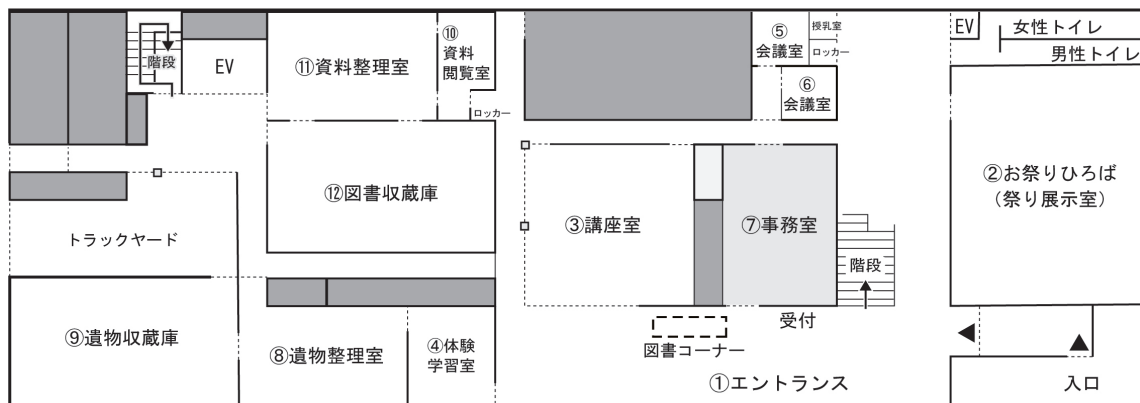 階段
EV
⑪資料整理室
⑩
資料
閲覧室
ロッカー
⑤
会議室
授乳室
ロッカー
⑥
会議室
EV
女性トイレ
男性トイレ
⑫図書収蔵庫
③講座室
⑦事務室
②お祭りひろば
(祭り展示室)
トラックヤード
階段
⑨遺物収蔵庫
⑧遺物整理室
④体験
学習室
図書コーナー
受付
①エントランス
入口